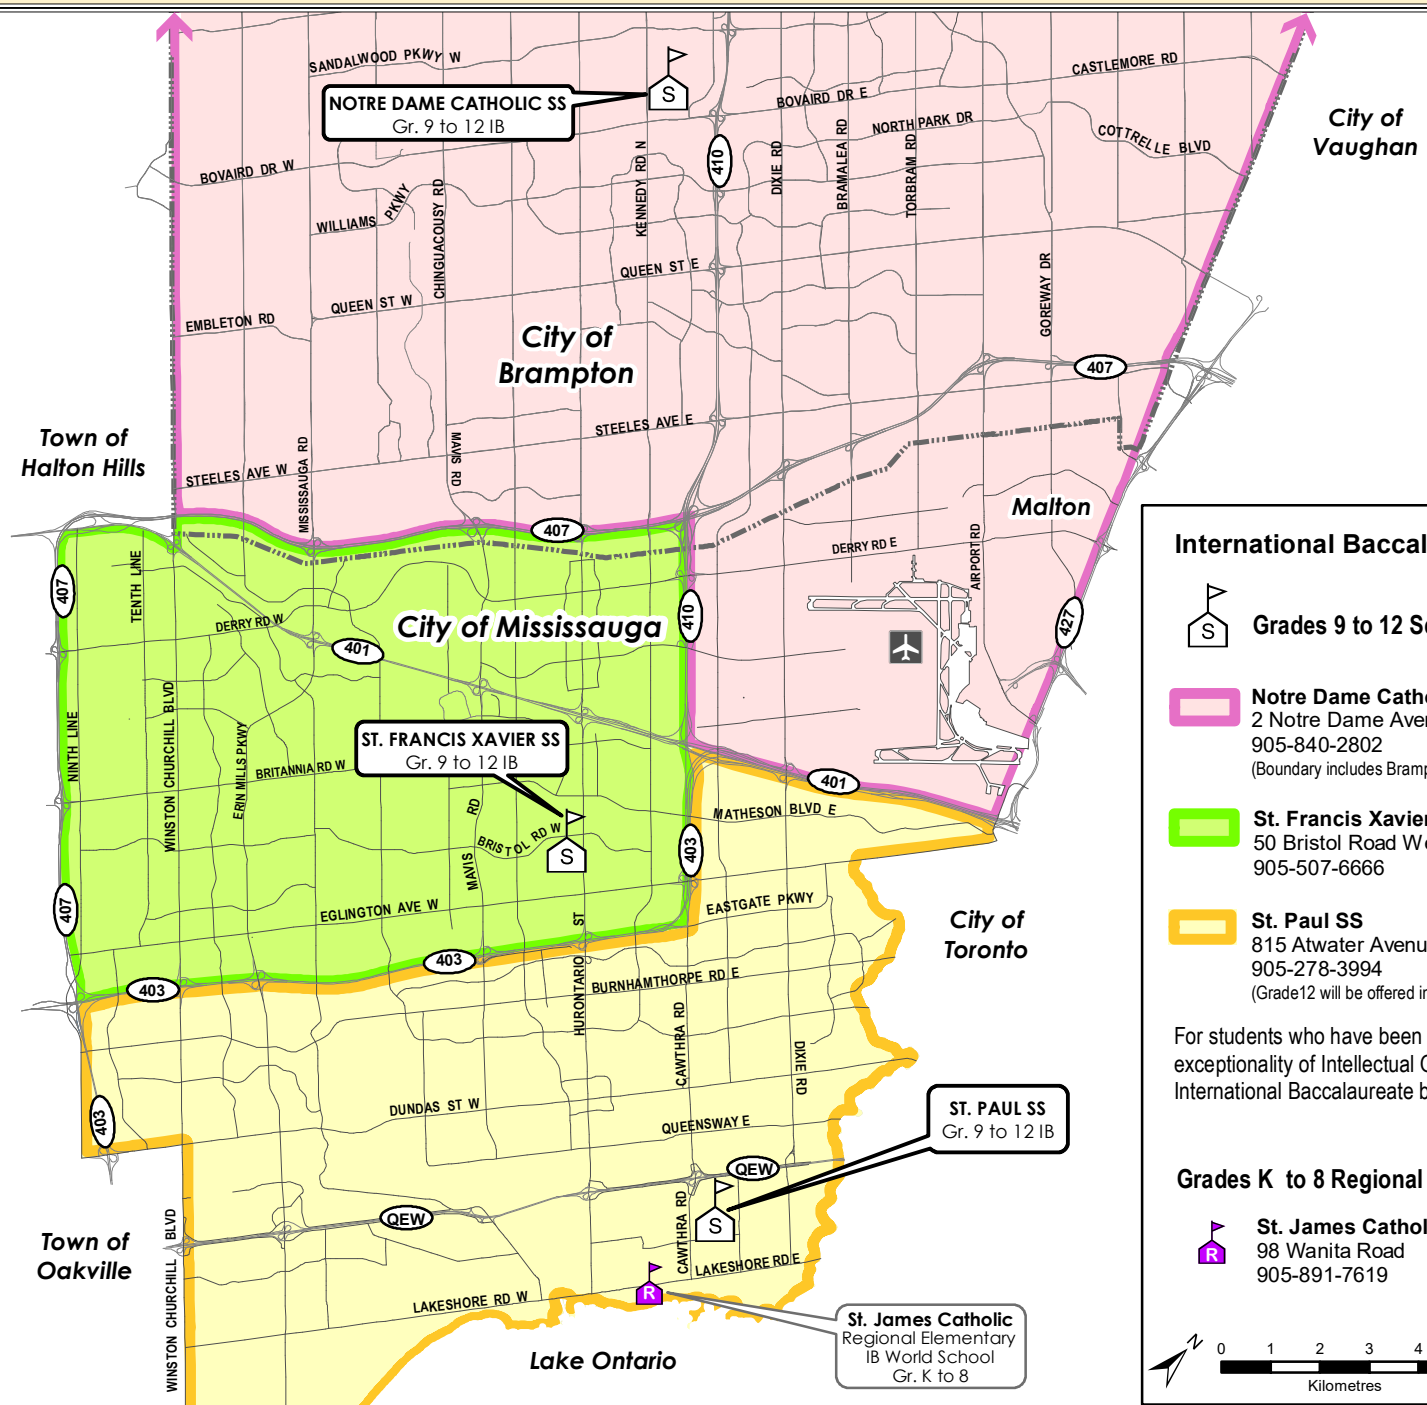 SANDALWOOD PKWY W
CASTLEMORE RD
NOTRE DAME CATHOLIC SS
Gr. 9 to 12 IB
S
BOVAIRD DR E
NORTH PARK DR
COTTRELLE BLVD
City of
Vaughan
BOVAIRD DR W
WILLIAMS PKWY
CHINGUACOUSY RD
KENNEDY RD N
410
DIXIE RD
BRAMALEA RD
TORBRAM RD
QUEEN ST E
QUEEN ST W
EMBLETON RD
GOREWAY DR
City of
Brampton
407
STEELES AVE E
Town of
Halton Hills
STEELES AVE W
MISSISSAUGA RD
MAVIS RD
Malton
407
DERRY RD E
AIRPORT RD
407
TENTH LINE
DERRY RD W
City of Mississauga
410
427
401
NINTH LINE
WINSTON CHURCHILL BLVD
ERIN MILLS PKWY
BRITANNIA RD W
ST. FRANCIS XAVIER SS
Gr. 9 to 12 IB
401
MATHESON BLVD E
MAVIS RD
BRISTOL RD W
S
403
407
EGLINGTON AVE W
EASTGATE PKWY
HURONTARIO ST
City of
Toronto
403
403
BURNHAMTHORPE RD E
CAWTHRA RD
DIXIE RD
403
DUNDAS ST W
QUEENSWAY E
ST. PAUL SS
Gr. 9 to 12 IB
QEW
QEW
S
CAWTHRA RD
WINSTON CHURCHILL BLVD
Town of
Oakville
LAKESHORE RD E
LAKESHORE RD W
R
St. James Catholic
Regional Elementary
IB World School
Gr. K to 8
Lake Ontario
International Baccal
S
Grades 9 to 12 S
Notre Dame Cath
2 Notre Dame Aven
905-840-2802
(Boundary includes Bramp
St. Francis Xavier
50 Bristol Road We
905-507-6666
St. Paul SS
815 Atwater Avenu
905-278-3994
(Grade12 will be offered in
For students who have been
exceptionality of Intellectual
International Baccalaureate b
Grades K to 8 Regional
R
St. James Cathol
98 Wanita Road
905-891-7619
N
0 1 2 3 4
Kilometres